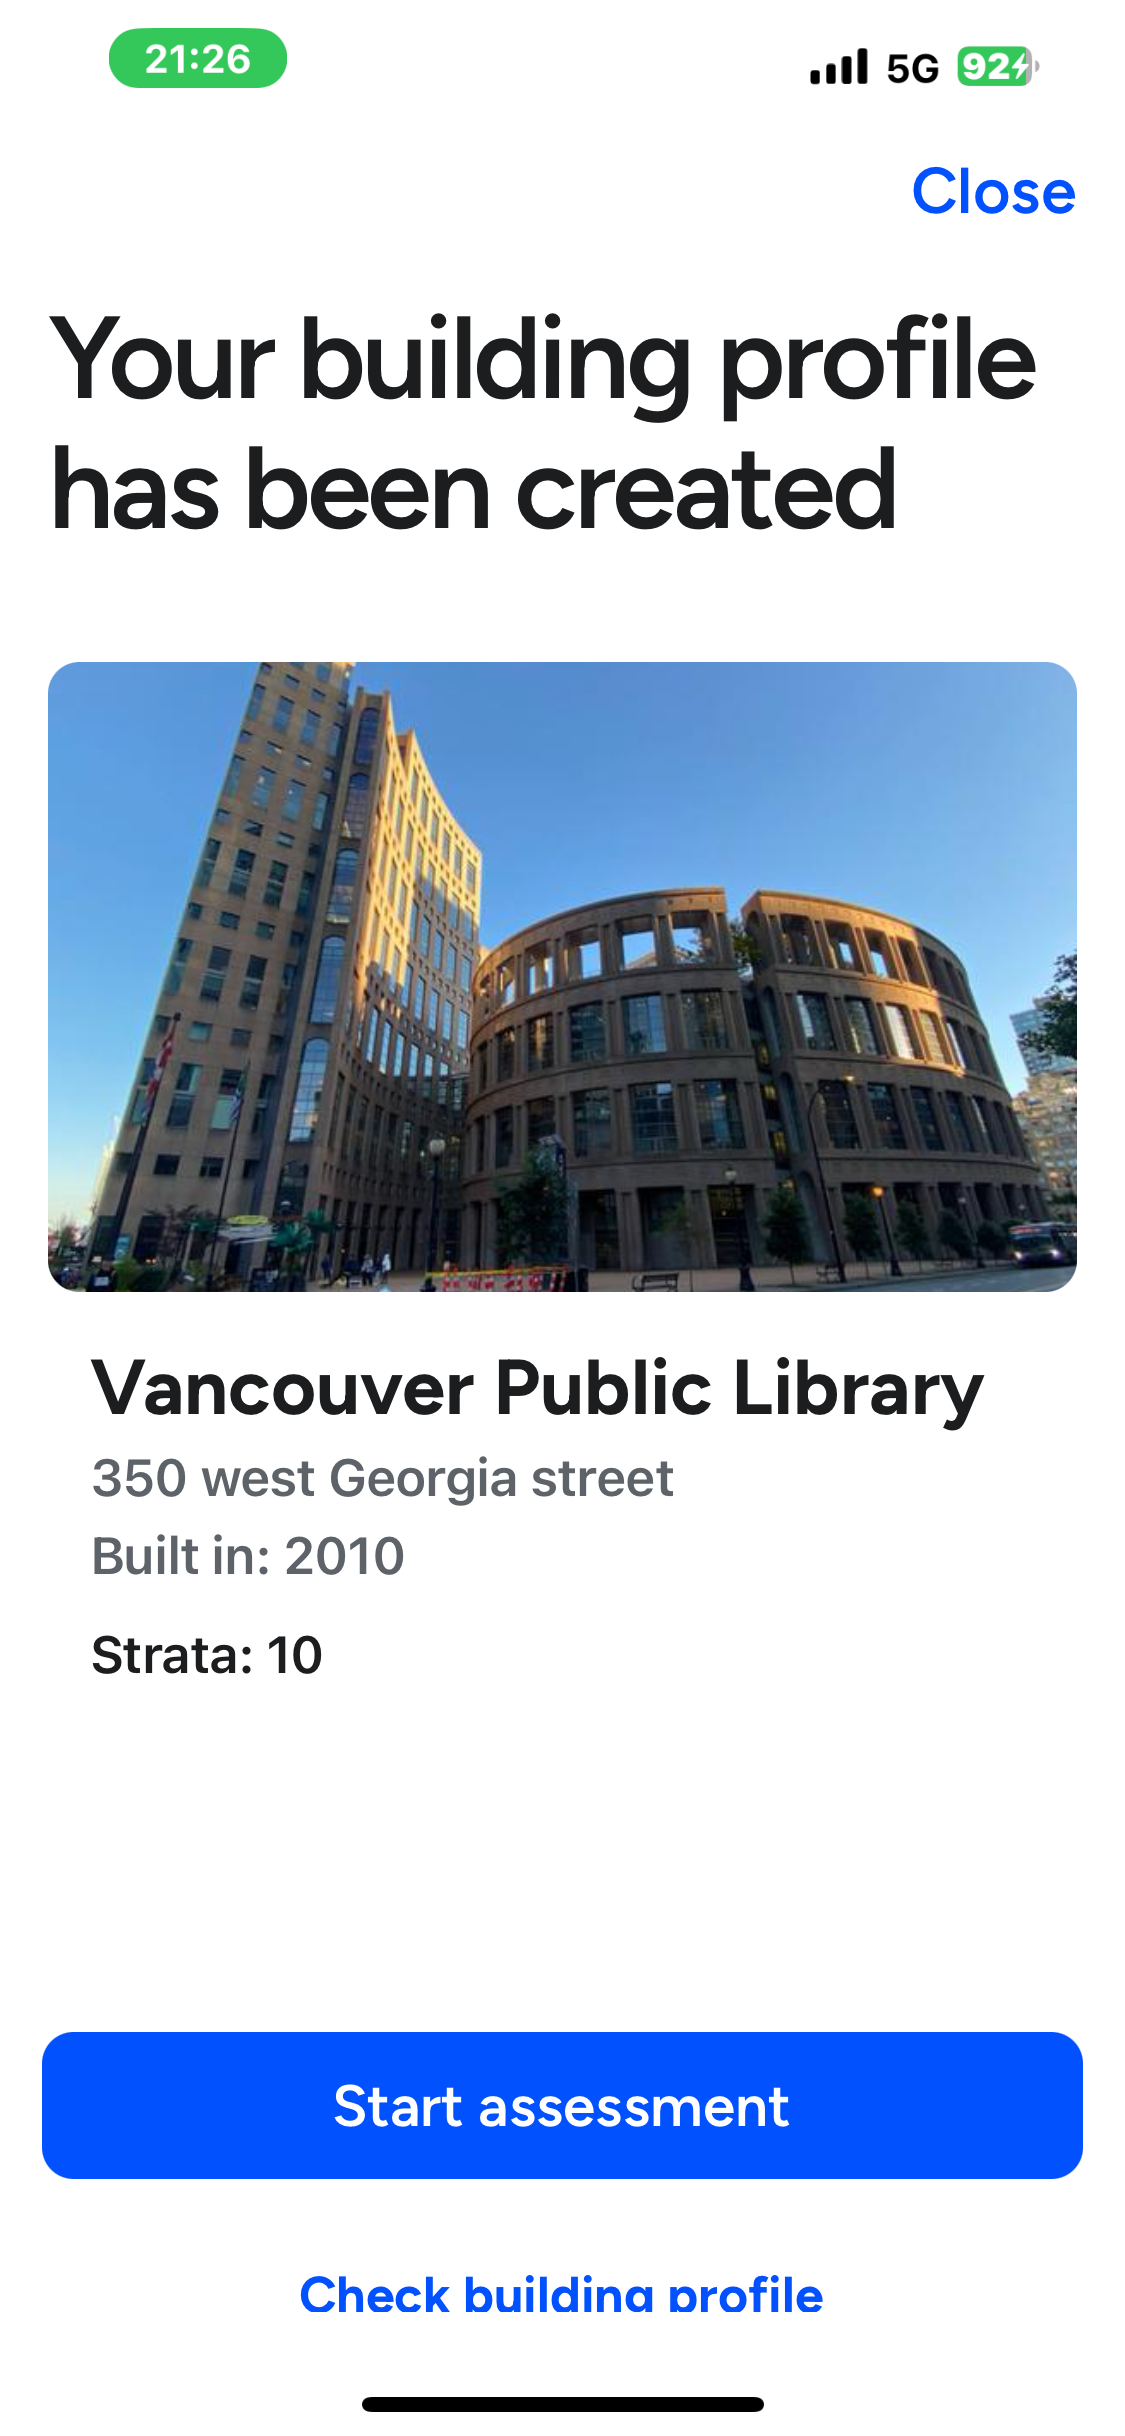 21:26
5G 92
Close
Your building profile
has been created
Vancouver Public Library
350 west Georgia street
Built in: 2010
Strata: 10
Start assessment
Check building profile